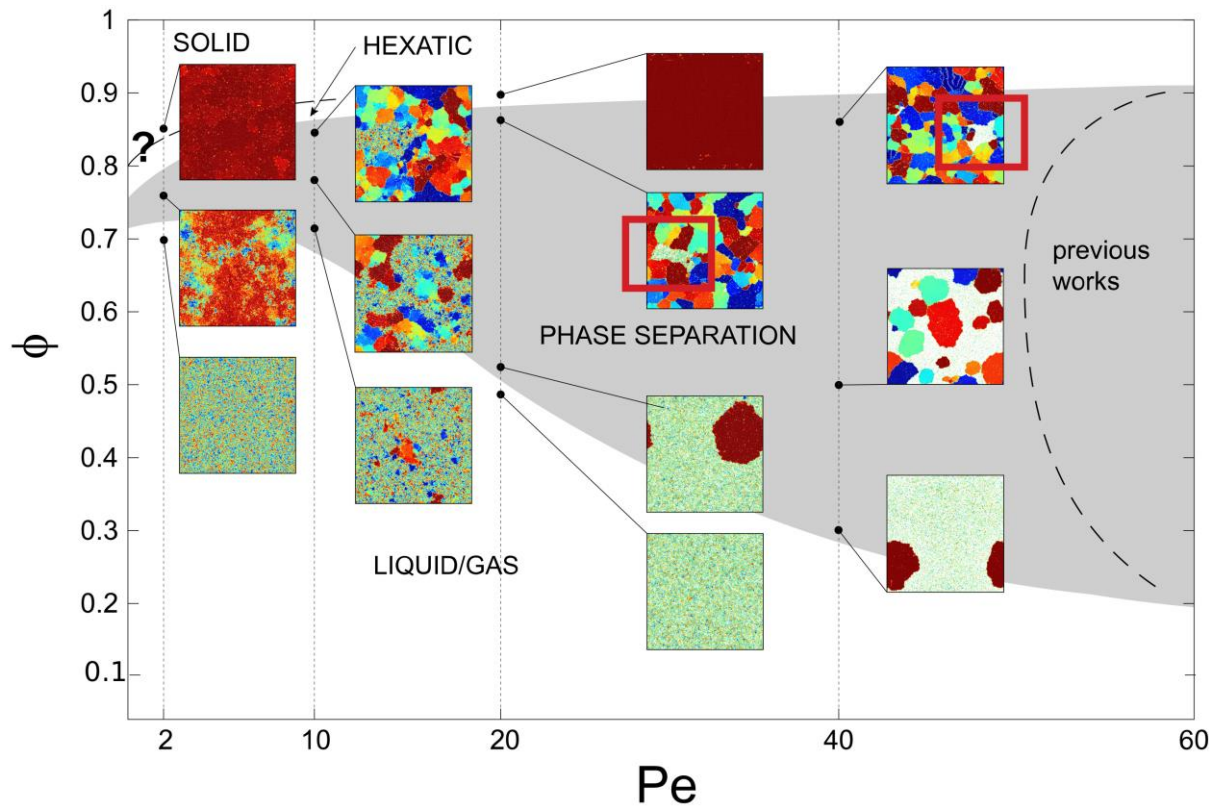 1
SOLID
HEXATIC
0.9
?
0.8
0.7
previous
works
0.6
ϕ
PHASE SEPARATION
0.5
0.4
0.3
LIQUID/GAS
0.2
0.1
2
10
20
40
60
Pe